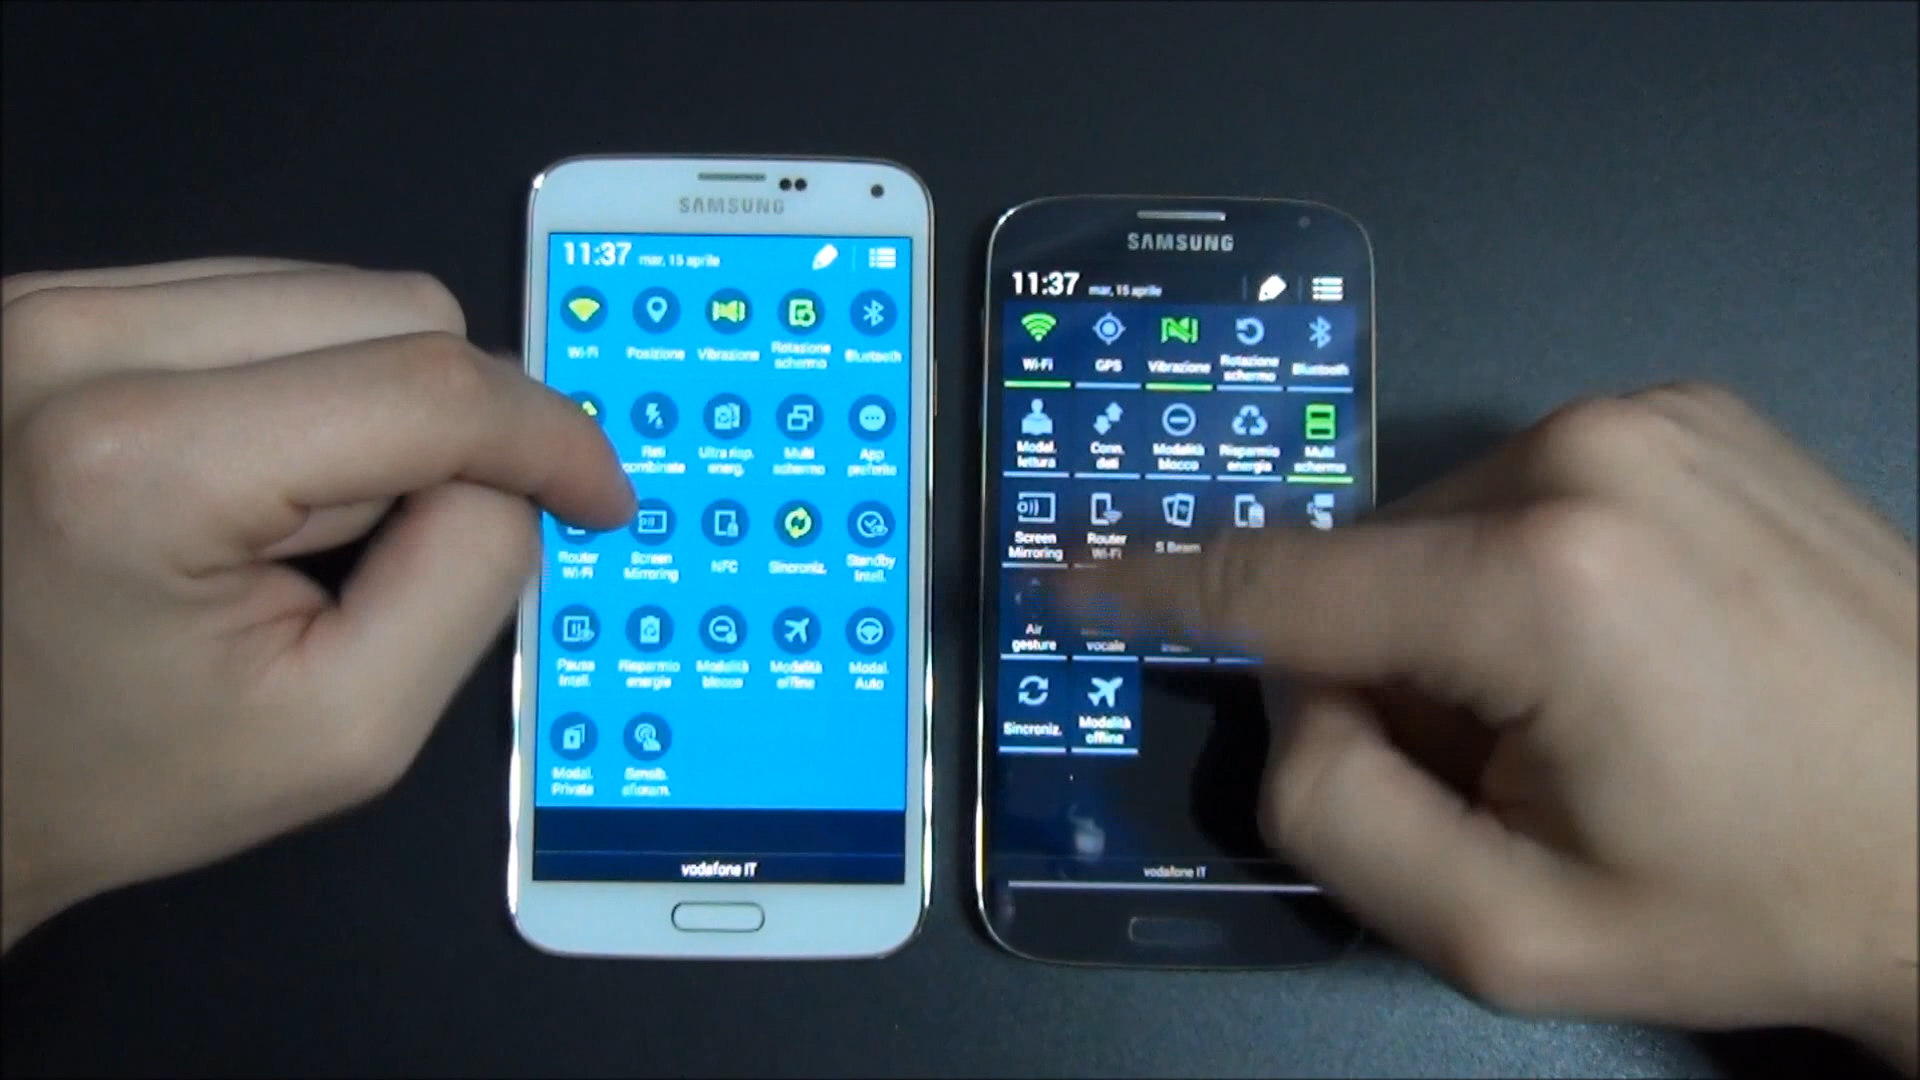 SAMSUNG
11:37 mar, 15 aprile
Wi-Fi Posizione Vibrazione Rotazione schermo Bluetooth
Reti combinate Ultra risp. energ. Multi schermo App preferite
Router Wi-Fi Screen Mirroring NFC Sincroniz. Standby Intell.
Pausa Intell. Risparmio energia Modalità blocco Modalità offline Modal. Auto
Modal. Privata Sensib. sfioram.
vodafone IT
SAMSUNG
11:37 mar, 15 aprile
Wi-Fi GPS Vibrazione Rotazione schermo Bluetooth
Modal. lettura Conn. dati Modalità blocco Risparmio energia Multi schermo
Screen Mirroring Router Wi-Fi S Beam
Air gesture vocale
Sincroniz. Modalità offline
vodafone IT